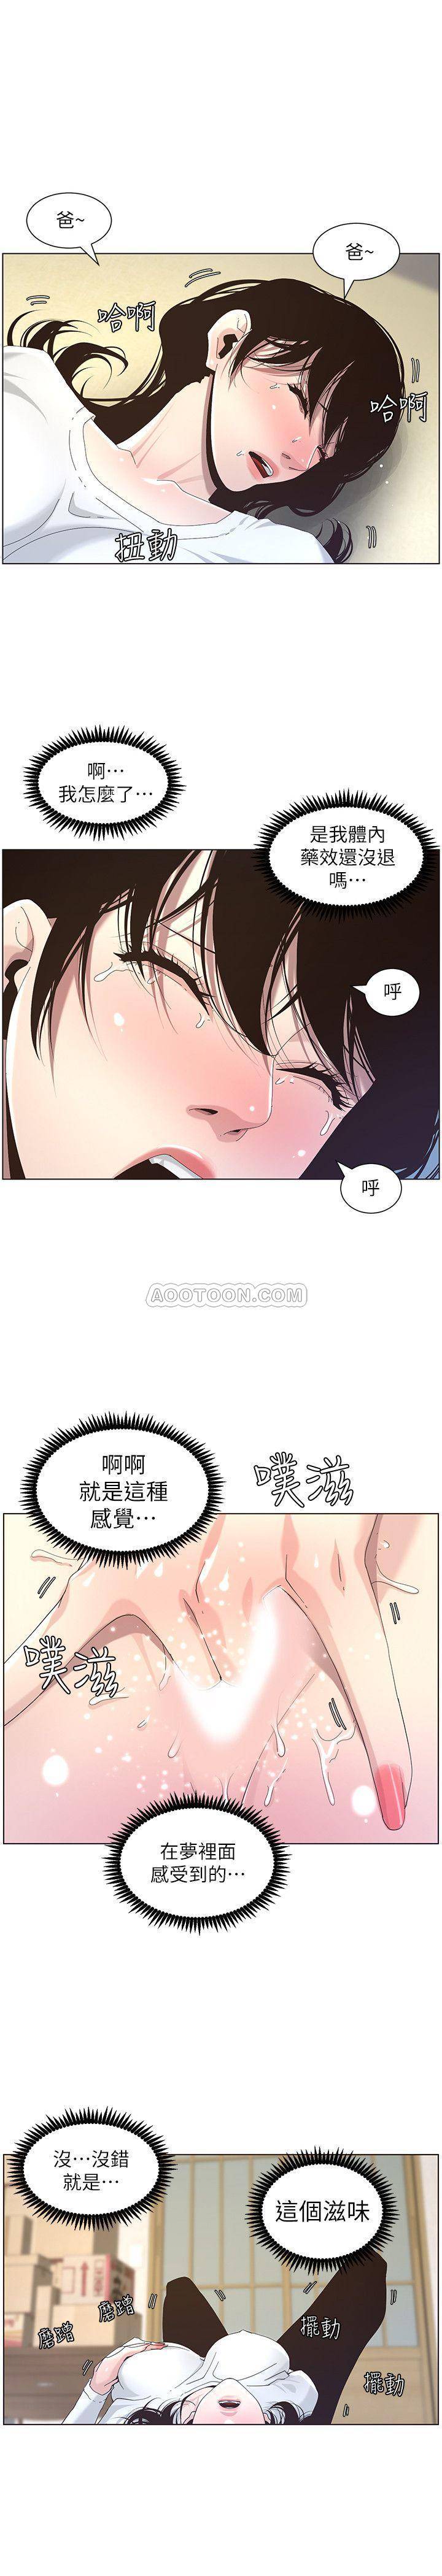 爸~
爸~
哈啊
哈啊
扭動
啊…
我怎麼了…
是我體內
藥效還沒退
嗎…
呼
呼
AOOTOON.COM
啊啊
就是這種
感覺…
噗滋
噗滋
在夢裡面
感受到的…
沒…沒錯
就是…
這個滋味
磨蹭
磨蹭
擺動
擺動